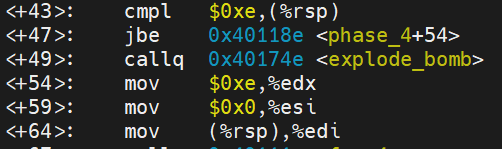 <+43>: cmpl $0xe,(%rsp)
<+47>: jbe 0x40118e <phase_4+54>
<+49>: callq 0x40174e <explode_bomb>
<+54>: mov $0xe,%edx
<+59>: mov $0x0,%esi
<+64>: mov (%rsp),%edi